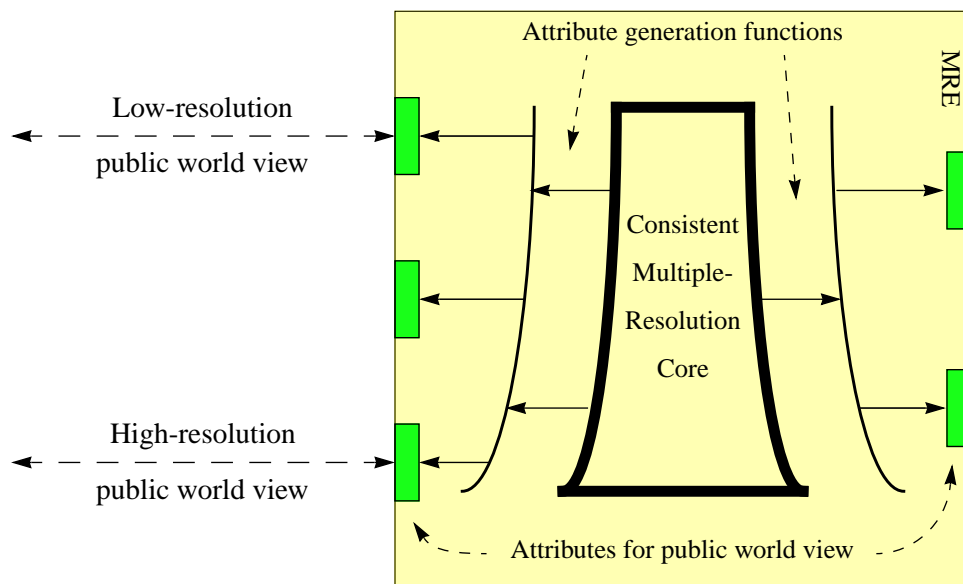 Attribute generation functions
MRE
Low-resolution
public world view
Consistent
Multiple-
Resolution
Core
High-resolution
public world view
Attributes for public world view